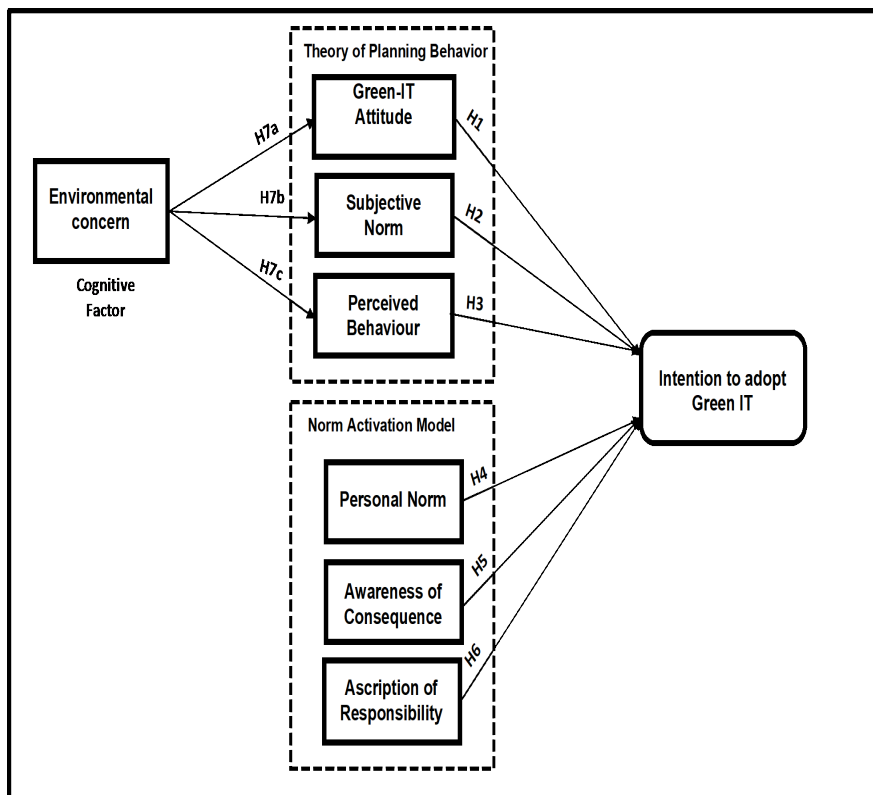 Theory of Planning Behavior
Green-IT
Attitude
H1
H7a
Environmental
concern
H7b
Subjective
Norm
H2
H7c
Cognitive
Factor
Perceived
Behaviour
H3
Intention to adopt
Green IT
Norm Activation Model
Personal Norm
H4
Awareness of
Consequence
H5
Ascription of
Responsibility
H6